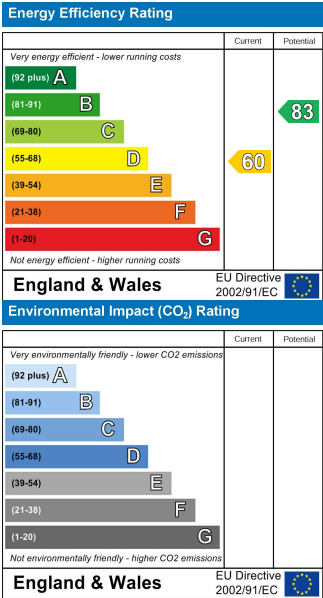 Energy Efficiency Rating
Current Potential
Very energy efficient - lower running costs
(92 plus) A
(81-91) B
83
(69-80) C
(55-68) D
60
(39-54) E
(21-38) F
(1-20) G
Not energy efficient - higher running costs
England & Wales
EU Directive
2002/91/EC
Environmental Impact (CO₂) Rating
Current Potential
Very environmentally friendly - lower CO2 emissions
(92 plus) A
(81-91) B
(69-80) C
(55-68) D
(39-54) E
(21-38) F
(1-20) G
Not environmentally friendly - higher CO2 emissions
England & Wales
EU Directive
2002/91/EC